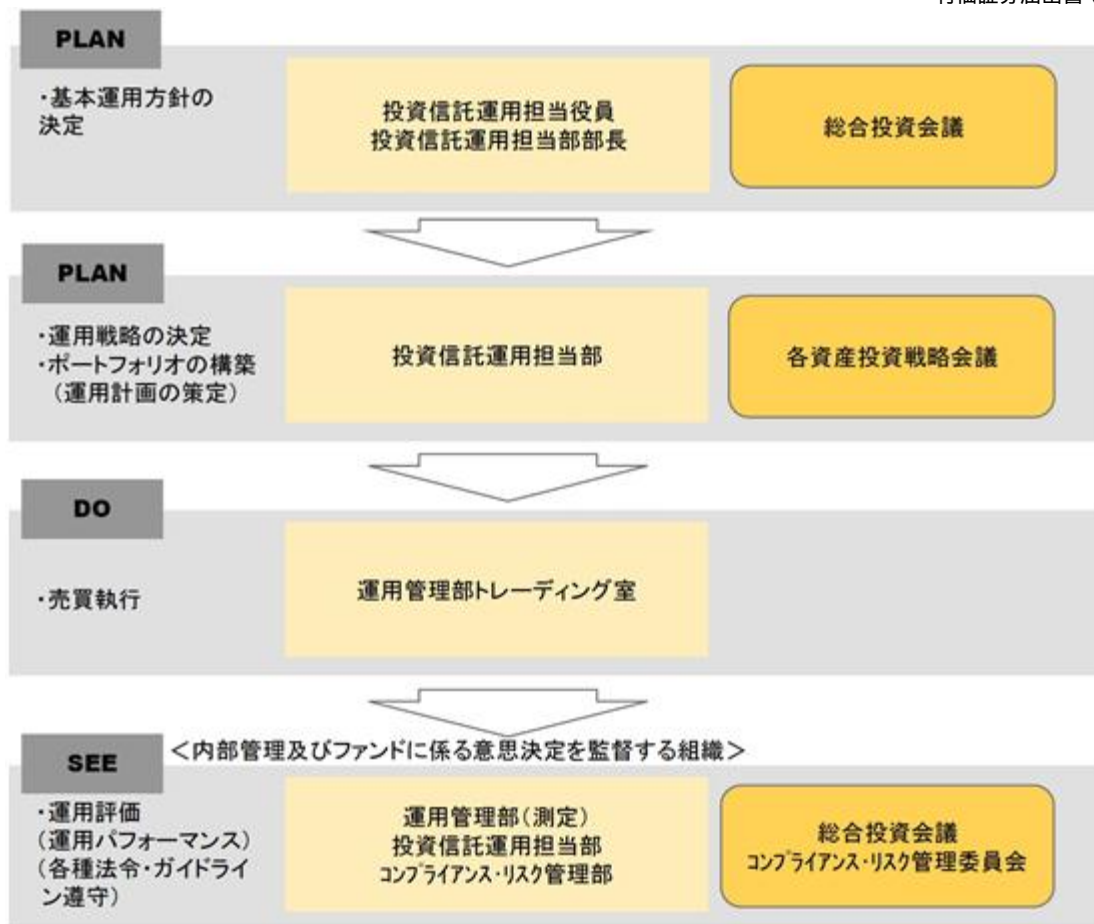 PLAN
・基本運用方針の
決定
投資信託運用担当役員
投資信託運用担当部部長
総合投資会議
PLAN
・運用戦略の決定
・ポートフォリオの構築
(運用計画の策定)
投資信託運用担当部
各資産投資戦略会議
DO
・売買執行
運用管理部トレーディング室
SEE
＜内部管理及びファンドに係る意思決定を監督する組織＞
・運用評価
(運用パフォーマンス)
(各種法令・ガイドライ
ン遵守)
運用管理部(測定)
投資信託運用担当部
ｺﾝﾌﾟﾗｲｱﾝｽ・ﾘｽｸ管理部
総合投資会議
ｺﾝﾌﾟﾗｲｱﾝｽ・ﾘｽｸ管理委員会